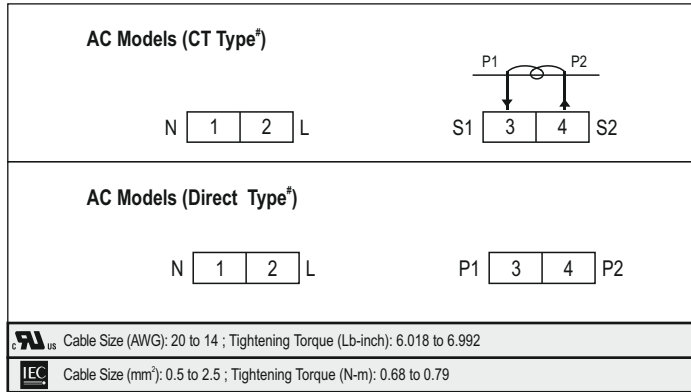 AC Models (CT Type#)
P1 P2
N 1 2 L S1 3 4 S2
AC Models (Direct Type#)
N 1 2 L P1 3 4 P2
c RU US Cable Size (AWG): 20 to 14 ; Tightening Torque (Lb-inch): 6.018 to 6.992
IEC Cable Size (mm²): 0.5 to 2.5 ; Tightening Torque (N-m): 0.68 to 0.79